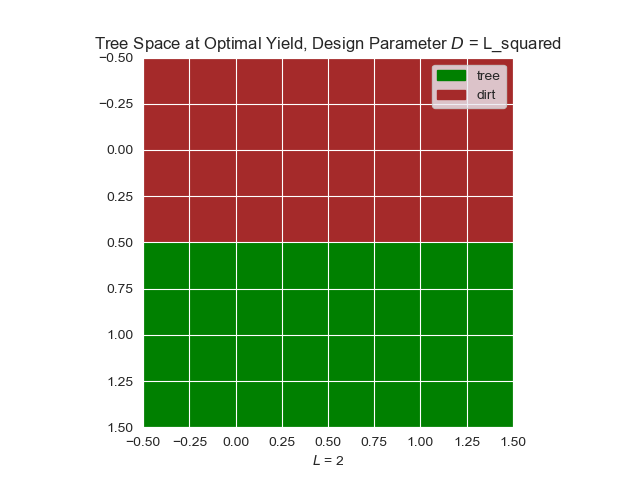 Tree Space at Optimal Yield, Design Parameter D = L_squared
tree
dirt
−0.50
−0.25
0.00
0.25
0.50
0.75
1.00
1.25
1.50
−0.50 −0.25 0.00 0.25 0.50 0.75 1.00 1.25 1.50
L = 2